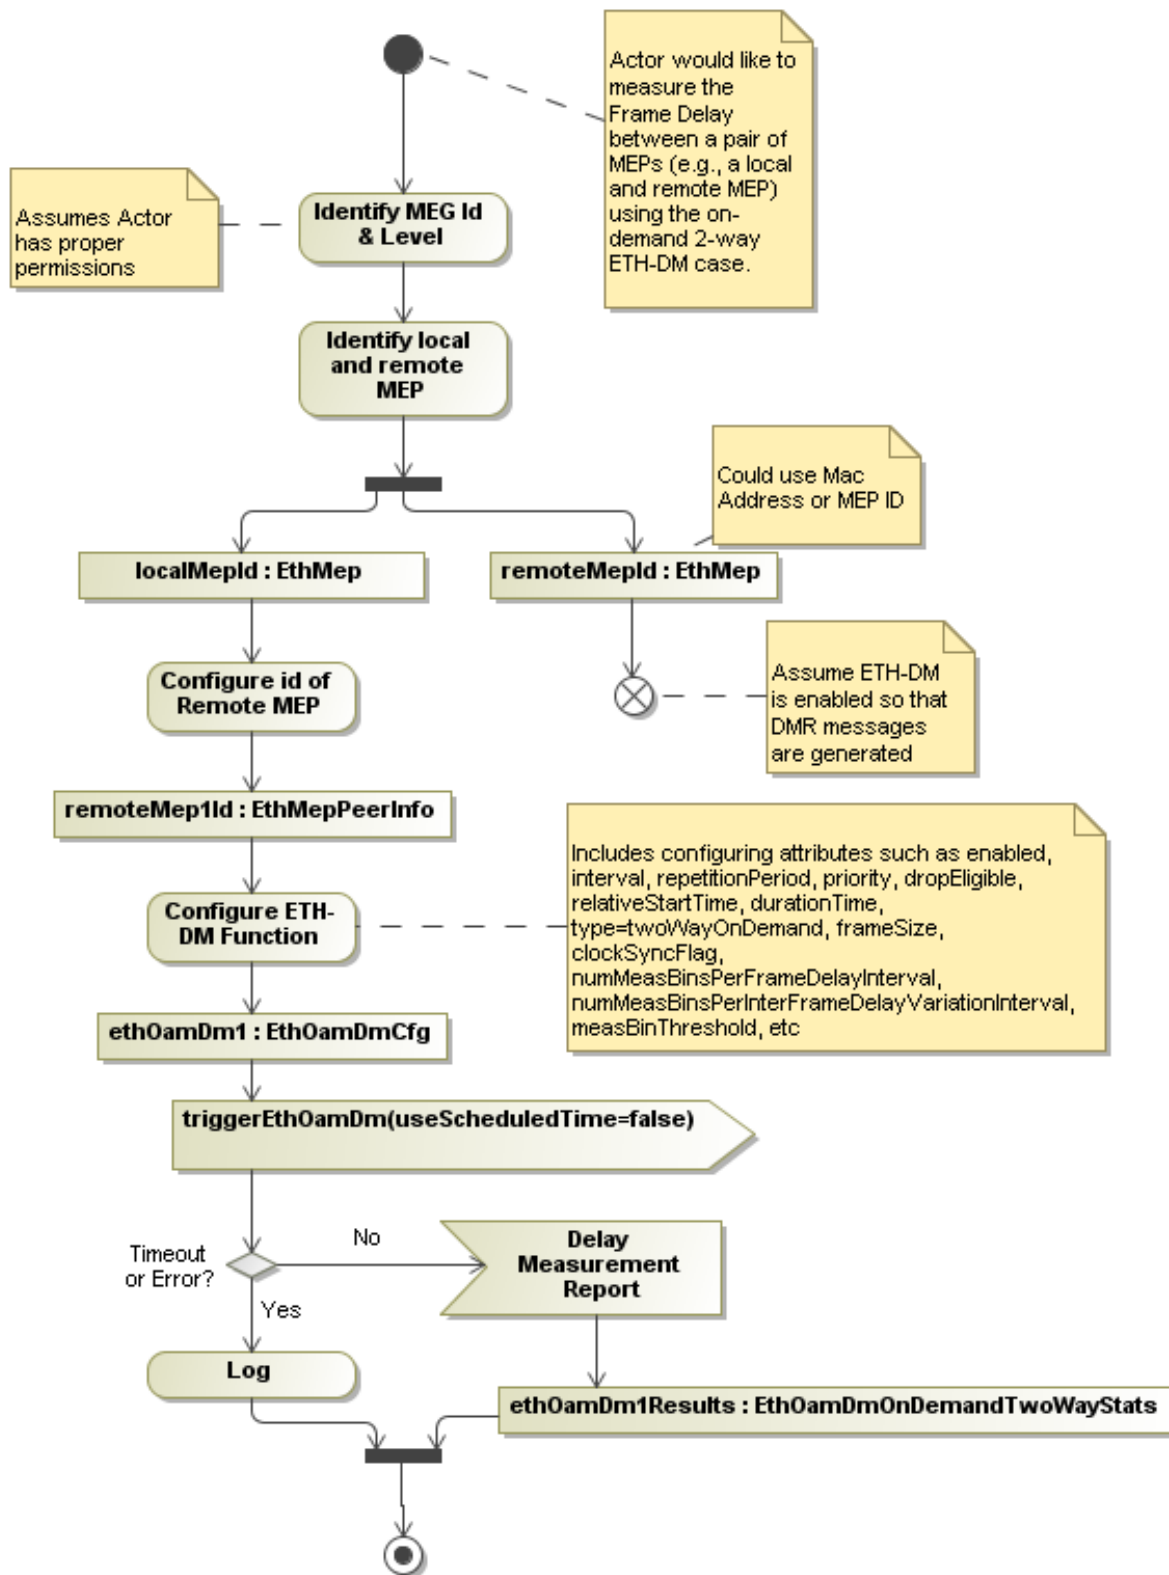 Actor would like to
measure the
Frame Delay
between a pair of
MEPs (e.g., a local
and remote MEP)
using the on-
demand 2-way
ETH-DM case.
Assumes Actor
has proper
permissions
Identify MEG Id
& Level
Identify local
and remote
MEP
Could use Mac
Address or MEP ID
localMepId : EthMep
remoteMepId : EthMep
Configure id of
Remote MEP
Assume ETH-DM
is enabled so that
DMR messages
are generated
remoteMep1Id : EthMepPeerInfo
Includes configuring attributes such as enabled,
interval, repetitionPeriod, priority, dropEligible,
relativeStartTime, durationTime,
type=twoWayOnDemand, frameSize,
clockSyncFlag,
numMeasBinsPerFrameDelayInterval,
numMeasBinsPerInterFrameDelayVariationInterval,
measBinThreshold, etc
Configure ETH-
DM Function
ethOamDm1 : EthOamDmCfg
triggerEthOamDm(useScheduledTime=false)
Timeout
or Error?
No
Yes
Delay
Measurement
Report
Log
ethOamDm1Results : EthOamDmOnDemandTwoWayStats